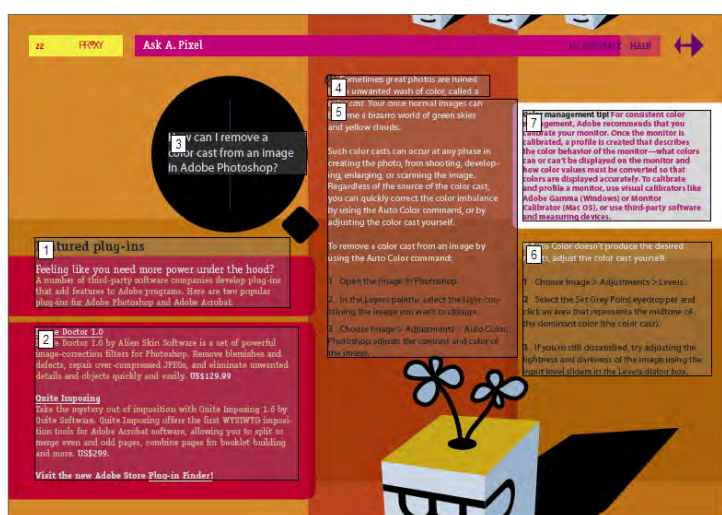 22
PROXY
Ask A. Pixel
MAIN
3
can I remove a
color cast from an image
in Adobe Photoshop?
4
Sometimes great photos are ruined
unwanted wash of color, called a
5
cast. Your once normal images can
me a bizarro world of green skies
and yellow clouds.
Such color casts can occur at any phase in
creating the photo, from shooting, develop-
ing, enlarging, or scanning the image.
Regardless of the source of the color cast,
you can quickly correct the color imbalance
by using the Auto Color command, or by
adjusting the color cast yourself.
To remove a color cast from an image by
using the Auto Color command:
1 Open the image in Photoshop.
2 In the Layers palette, select the layer con-
taining the image you want to change.
3 Choose Image > Adjustments > Auto Color.
Photoshop adjusts the contrast and color of
the image.
7
management tip! For consistent color
management, Adobe recommends that you
calibrate your monitor. Once the monitor is
calibrated, a profile is created that describes
the color behavior of the monitor—what colors
can or can't be displayed on the monitor and
how color values must be converted so that
colors are displayed accurately. To calibrate
and profile a monitor, use visual calibrators like
Adobe Gamma (Windows) or Monitor
Calibrator (Mac OS), or use third-party software
and measuring devices.
6
Auto Color doesn't produce the desired
adjust the color cast yourself:
1 Choose Image > Adjustments > Levels.
2 Select the Set Grey Point eyedropper and
click an area that represents the midtone of
the dominant color (the color cast).
3 If you're still dissatisfied, try adjusting the
lightness and darkness of the image using the
input level sliders in the Levels dialog box.
1
tured plug-ins
Feeling like you need more power under the hood?
A number of third-party software companies develop plug-ins
that add features to Adobe programs. Here are two popular
plug-ins for Adobe Photoshop and Adobe Acrobat.
2
Doctor 1.0
Doctor 1.0 by Alien Skin Software is a set of powerful
image-correction filters for Photoshop. Remove blemishes and
defects, repair over-compressed JPEGs, and eliminate unwanted
details and objects quickly and easily. US$129.99
Quite Imposing
Take the mystery out of imposition with Quite Imposing 1.6 by
Quite Software. Quite Imposing offers the first WYSIWYG imposi-
tion tools for Adobe Acrobat software, allowing you to split or
merge even and odd pages, combine pages for booklet building
and more. US$299.
Visit the new Adobe Store Plug-in Finder!